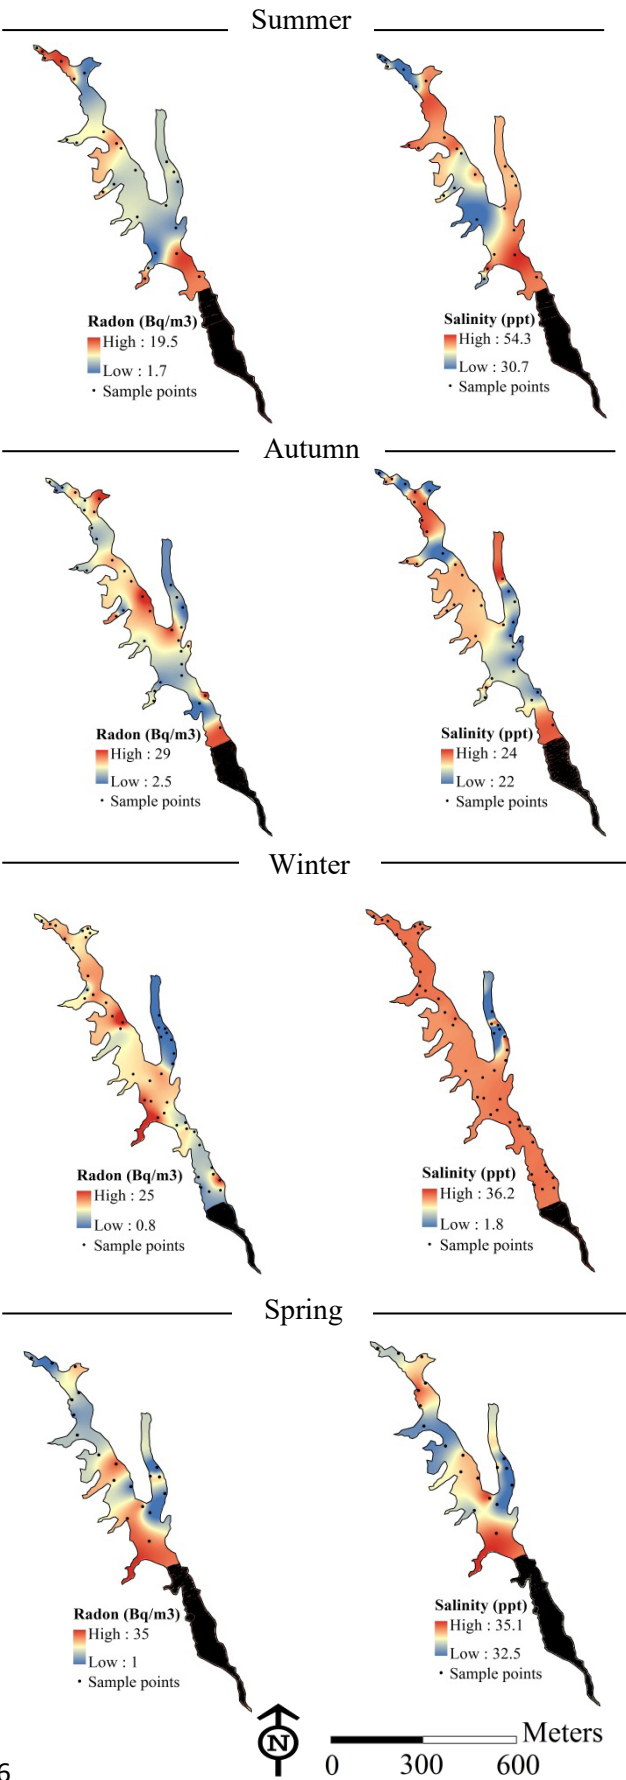 Summer
Radon (Bq/m3)
High : 19.5
Low : 1.7
Sample points
Salinity (ppt)
High : 54.3
Low : 30.7
Sample points
Autumn
Radon (Bq/m3)
High : 29
Low : 2.5
Sample points
Salinity (ppt)
High : 24
Low : 22
Sample points
Winter
Radon (Bq/m3)
High : 25
Low : 0.8
Sample points
Salinity (ppt)
High : 36.2
Low : 1.8
Sample points
Spring
Radon (Bq/m3)
High : 35
Low : 1
Sample points
Salinity (ppt)
High : 35.1
Low : 32.5
Sample points
N
Meters
0 300 600
6